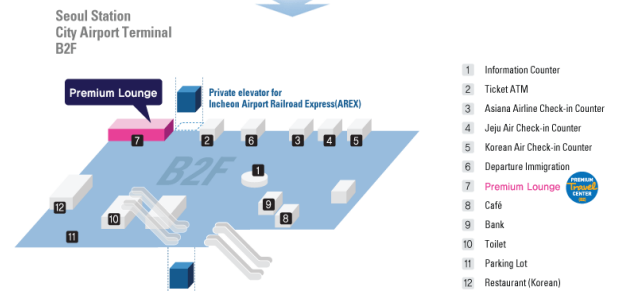 Seoul Station
City Airport Terminal
B2F
Premium Lounge
Private elevator for
Incheon Airport Railroad Express(AREX)
7
2
6
3
4
5
B2F
1
12
9
10
8
11
1 Information Counter
2 Ticket ATM
3 Asiana Airline Check-in Counter
4 Jeju Air Check-in Counter
5 Korean Air Check-in Counter
6 Departure Immigration
7 Premium Lounge
PREMIUM
Travel
CENTER
8 Café
9 Bank
10 Toilet
11 Parking Lot
12 Restaurant (Korean)